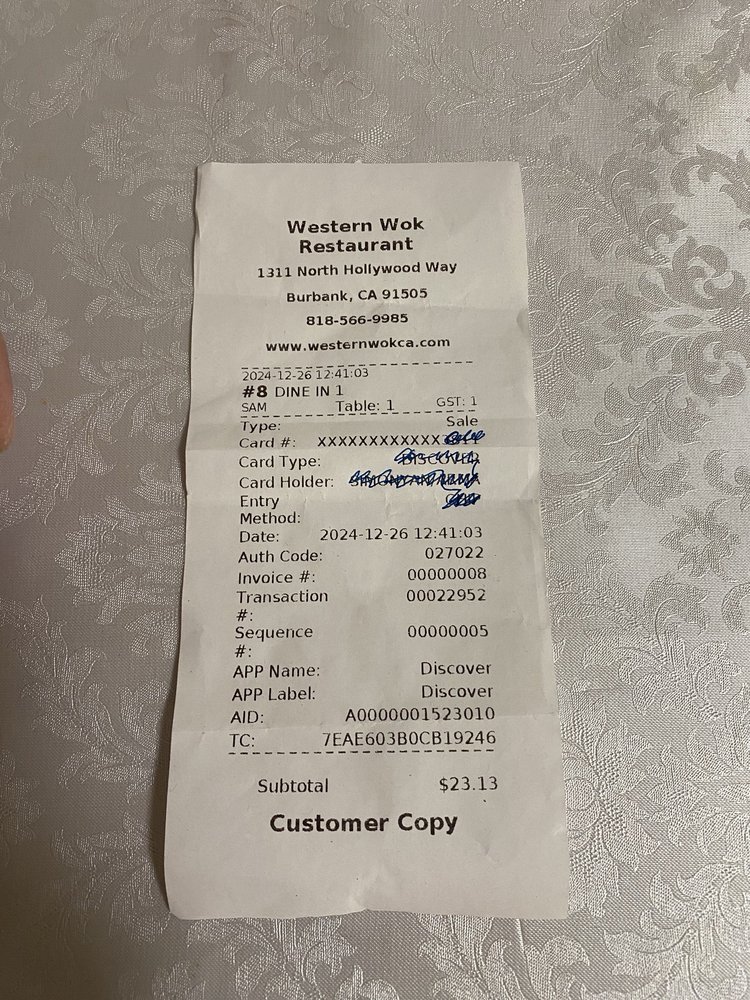 Western Wok
Restaurant
1311 North Hollywood Way
Burbank, CA 91505
818-566-9985
www.westernwokca.com
2024-12-26 12:41:03
#8 DINE IN 1
SAM Table: 1 GST: 1
Type: Sale
Card #: XXXXXXXXXXXX
Card Type: DISCOVER
Card Holder:
Entry
Method:
Date: 2024-12-26 12:41:03
Auth Code: 027022
Invoice #: 00000008
Transaction 00022952
#:
Sequence 00000005
#:
APP Name: Discover
APP Label: Discover
AID: A0000001523010
TC: 7EAE603B0CB19246
Subtotal $23.13
Customer Copy